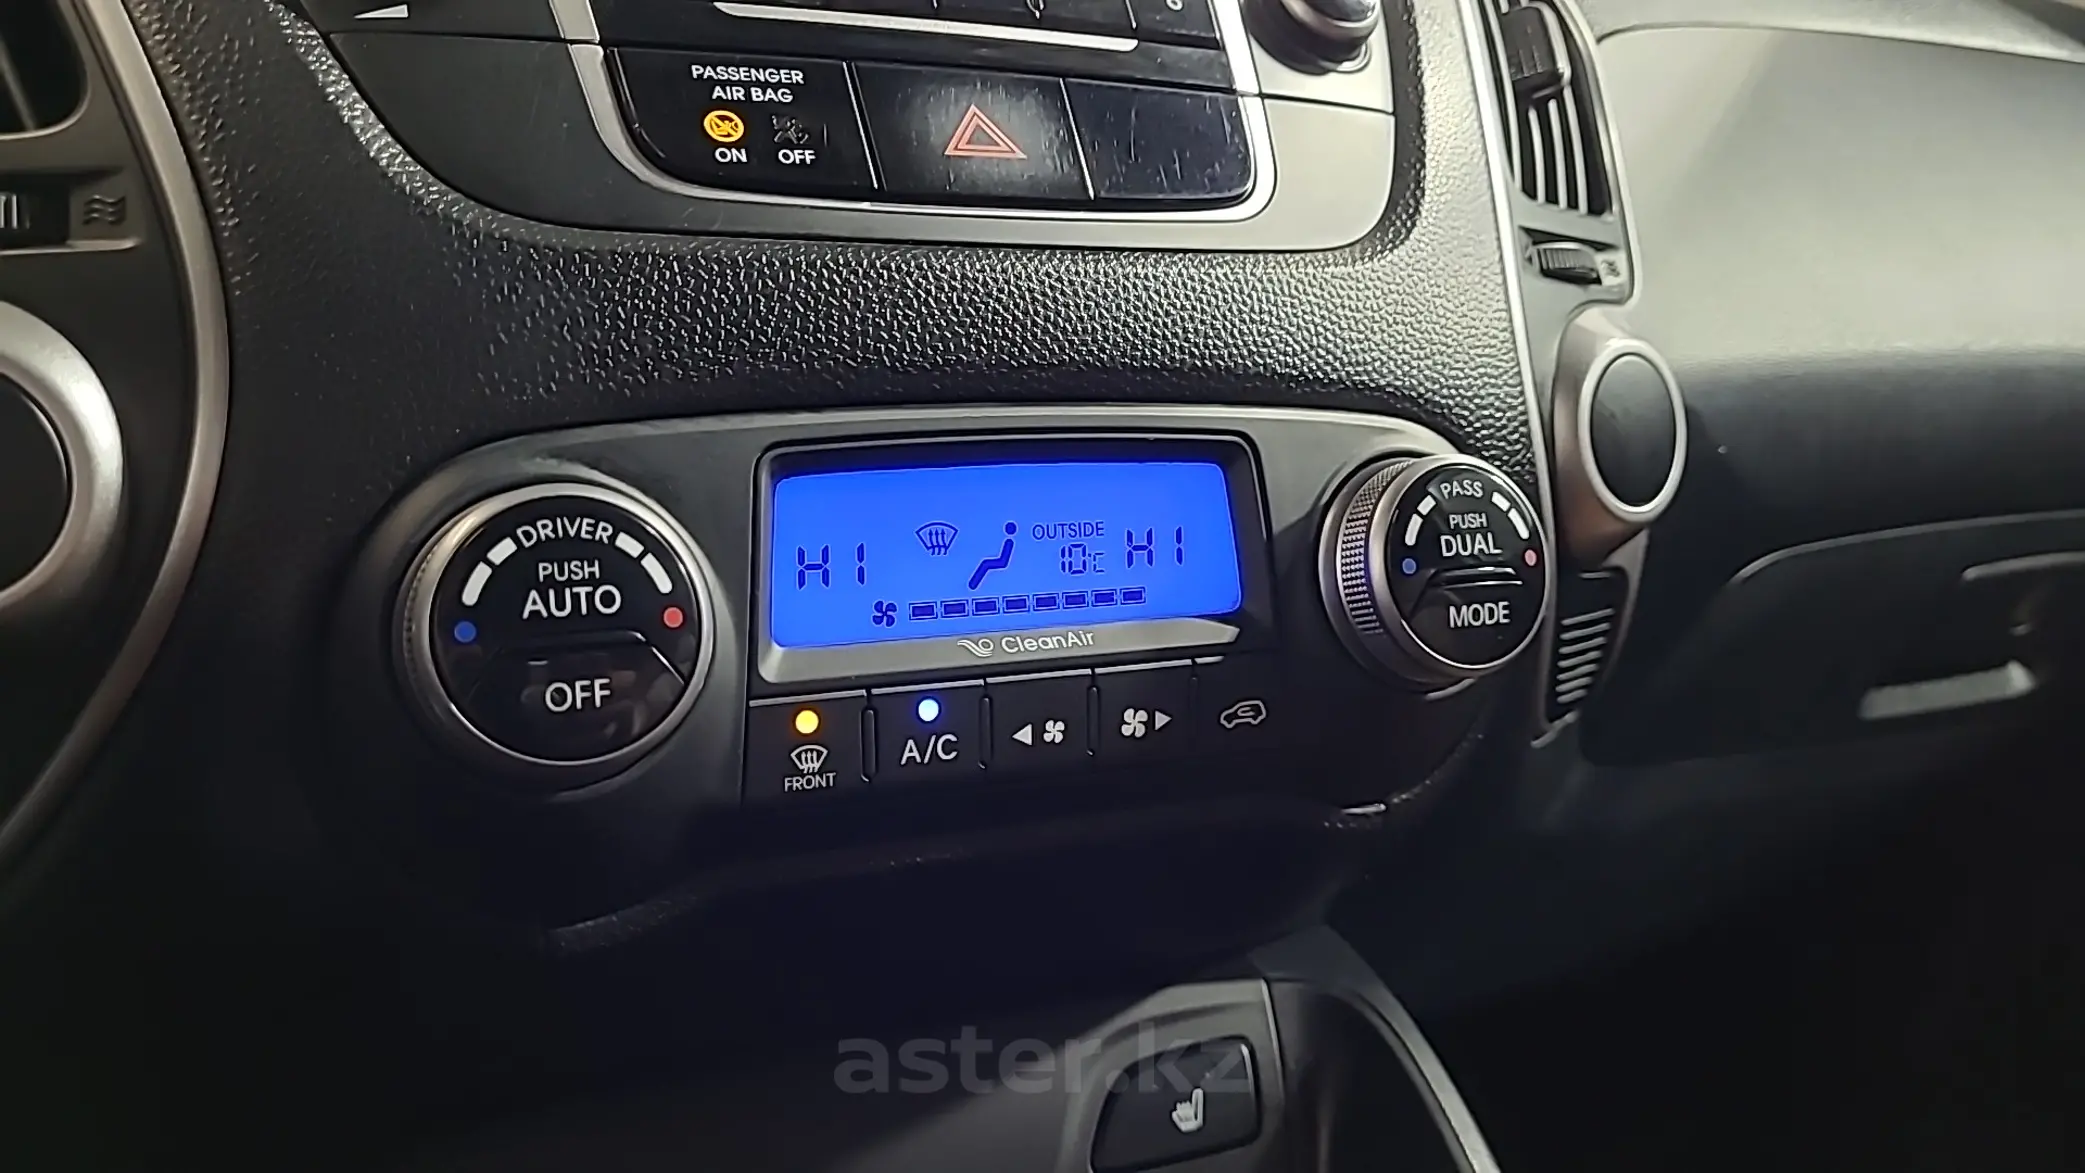 PASSENGER
AIR BAG
ON OFF
DRIVER
PUSH
AUTO
OFF
HI
OUTSIDE
10°C
HI
CleanAir
PASS
PUSH
DUAL
MODE
FRONT
A/C
aster.kz